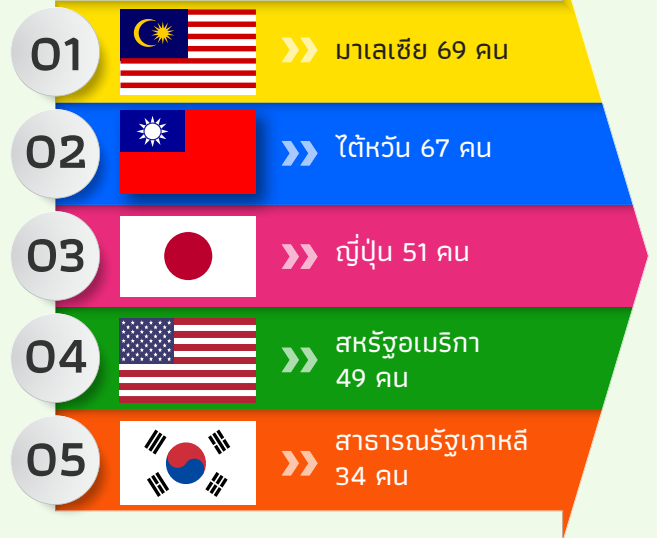 01
มาเลเซีย 69 คน
02
ไต้หวัน 67 คน
03
ญี่ปุ่น 51 คน
04
สหรัฐอเมริกา
49 คน
05
สาธารณรัฐเกาหลี
34 คน